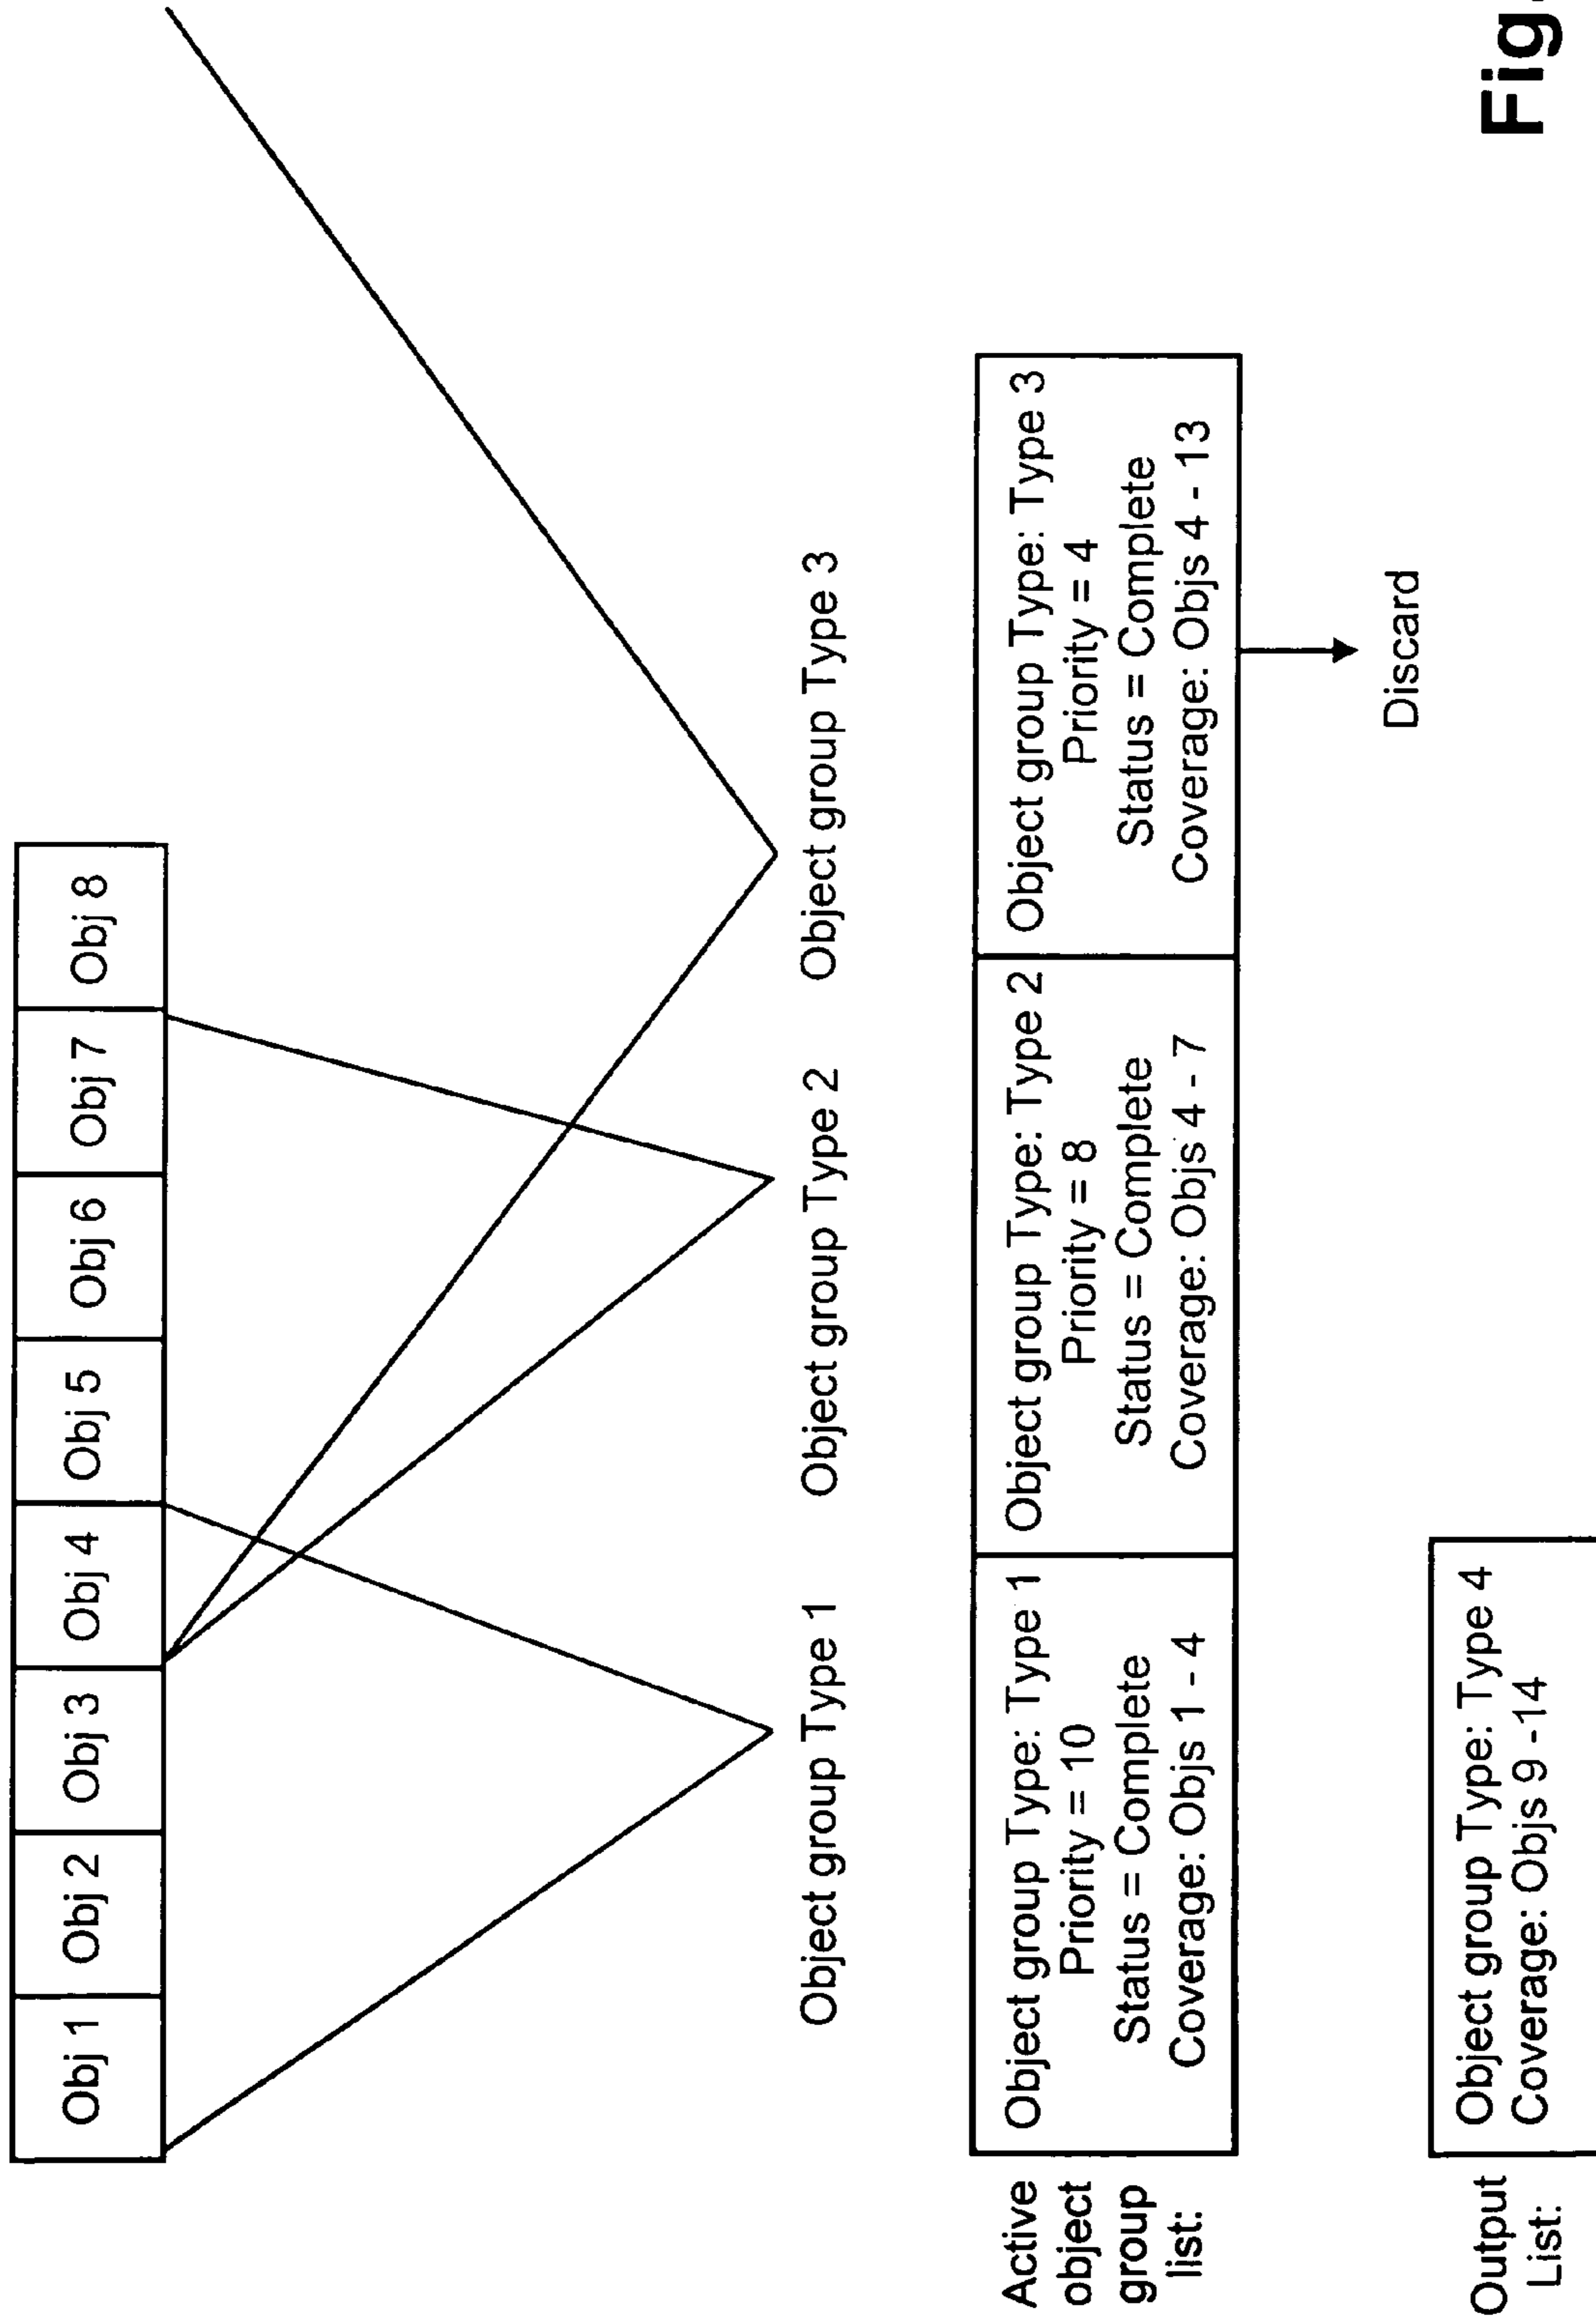 Obj 1
Obj 2
Obj 3
Obj 4
Obj 5
Obj 6
Obj 7
Obj 8
Object group Type 1
Object group Type 2
Object group Type 3
Active
object
group
list:
Object group Type: Type 1
Priority = 10
Status = Complete
Coverage: Objs 1 - 4
Object group Type: Type 2
Priority = 8
Status = Complete
Coverage: Objs 4 - 7
Object group Type: Type 3
Priority = 4
Status = Complete
Coverage: Objs 4 - 13
Discard
Output
List:
Object group Type: Type 4
Coverage: Objs 9 -14
Fig.